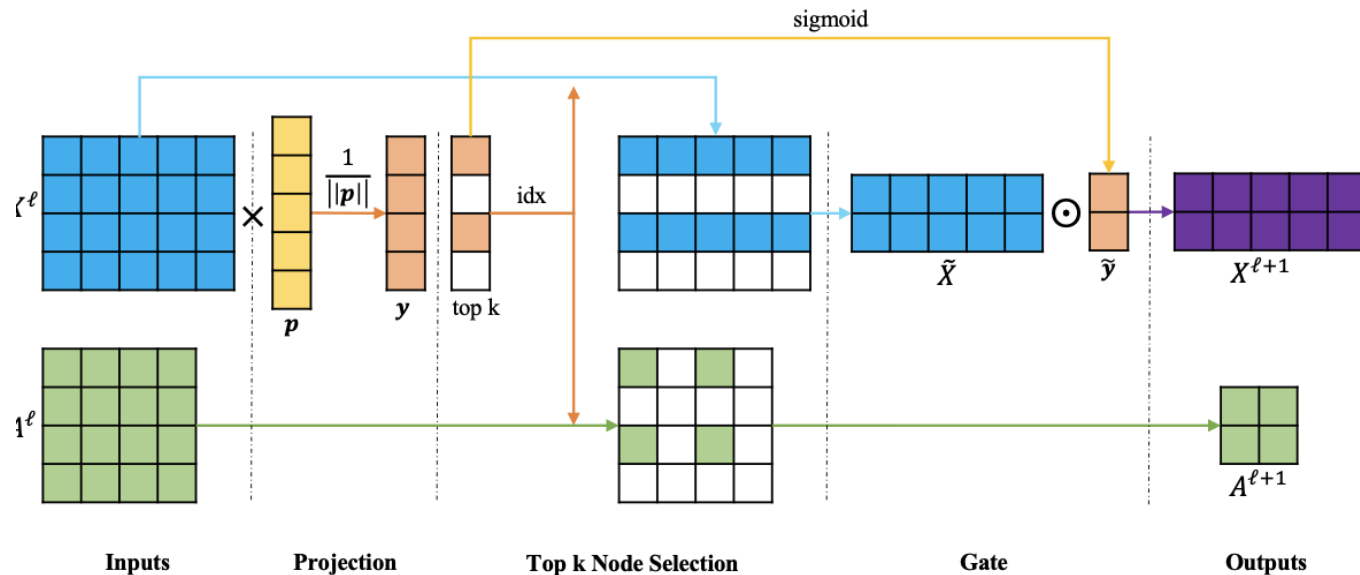 sigmoid
1
||p||
idx
X^ℓ
×
⊙
p
y
top k
X̃
ỹ
X^{ℓ+1}
A^ℓ
A^{ℓ+1}
Inputs
Projection
Top k Node Selection
Gate
Outputs